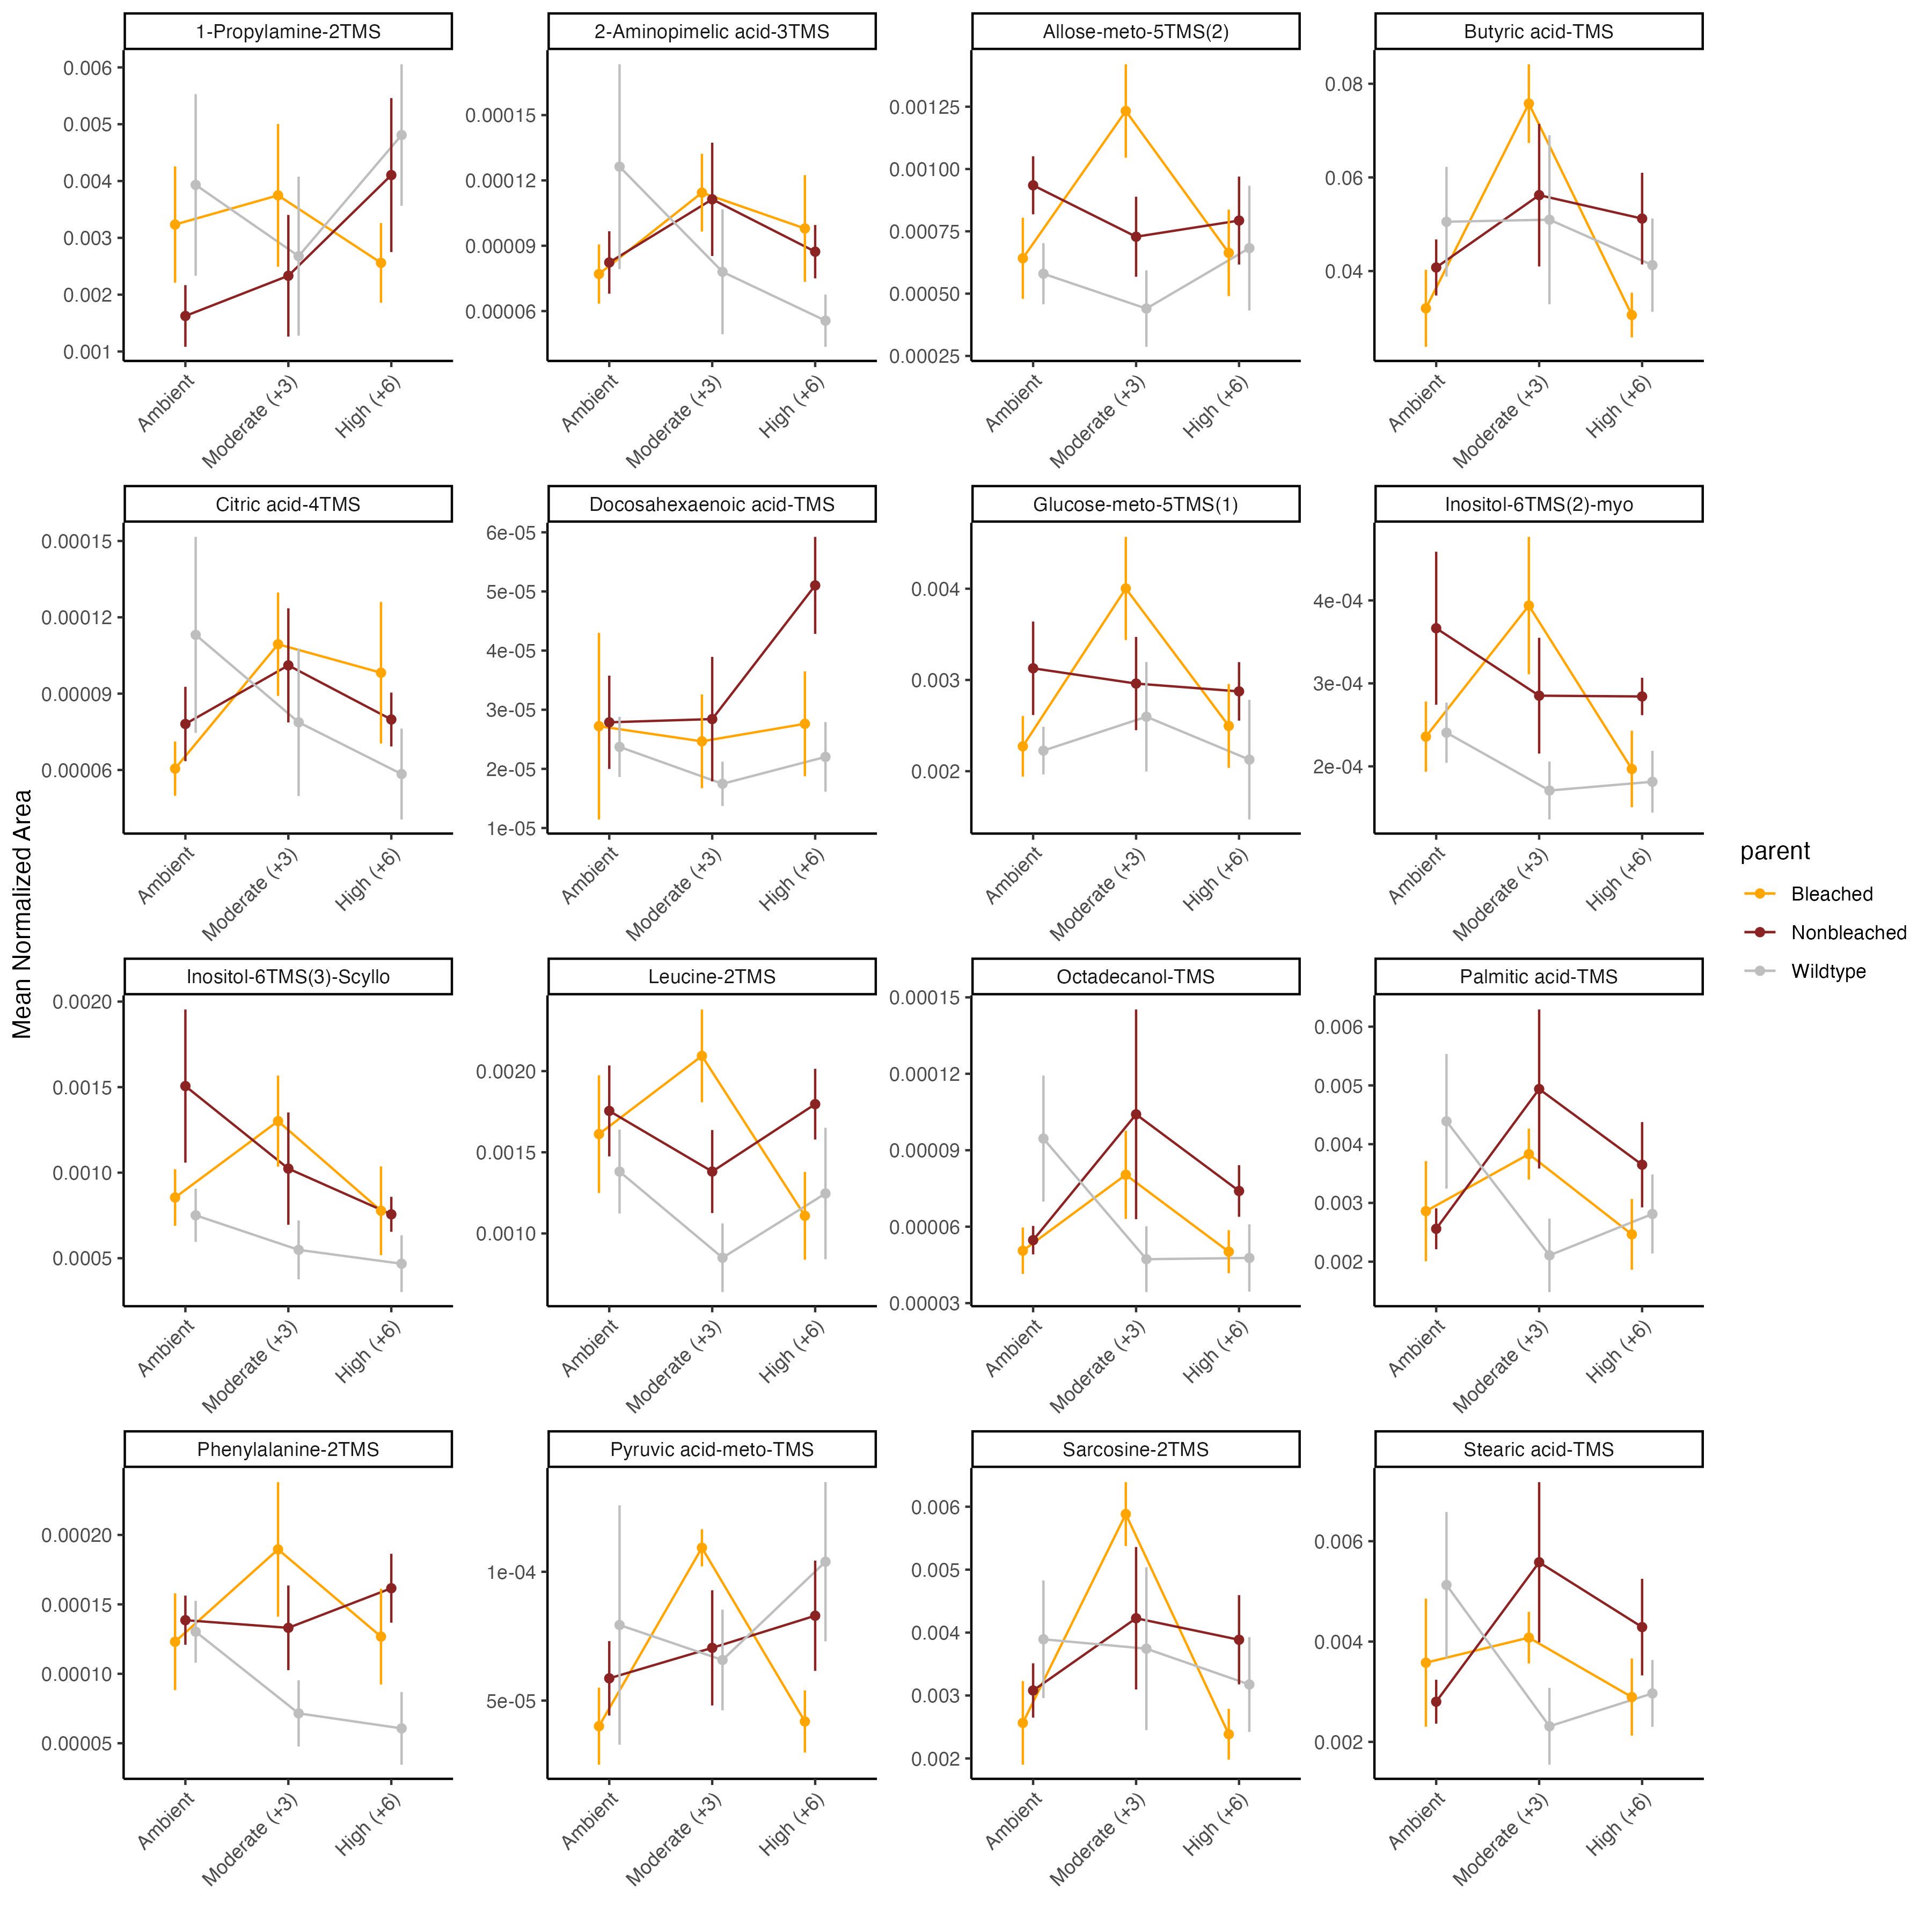 1-Propylamine-2TMS
2-Aminopimelic acid-3TMS
Allose-meto-5TMS(2)
Butyric acid-TMS
0.006
0.005
0.004
0.003
0.002
0.001
0.00015
0.00012
0.00009
0.00006
0.00125
0.00100
0.00075
0.00050
0.00025
0.08
0.06
0.04
Ambient
Moderate (+3)
High (+6)
Ambient
Moderate (+3)
High (+6)
Ambient
Moderate (+3)
High (+6)
Ambient
Moderate (+3)
High (+6)
Citric acid-4TMS
Docosahexaenoic acid-TMS
Glucose-meto-5TMS(1)
Inositol-6TMS(2)-myo
0.00015
0.00012
0.00009
0.00006
6e-05
5e-05
4e-05
3e-05
2e-05
1e-05
0.004
0.003
0.002
4e-04
3e-04
2e-04
Ambient
Moderate (+3)
High (+6)
Ambient
Moderate (+3)
High (+6)
Ambient
Moderate (+3)
High (+6)
Ambient
Moderate (+3)
High (+6)
Mean Normalized Area
parent
Bleached
Nonbleached
Wildtype
Inositol-6TMS(3)-Scyllo
Leucine-2TMS
Octadecanol-TMS
Palmitic acid-TMS
0.0020
0.0015
0.0010
0.0005
0.0020
0.0015
0.0010
0.00015
0.00012
0.00009
0.00006
0.00003
0.006
0.005
0.004
0.003
0.002
Ambient
Moderate (+3)
High (+6)
Ambient
Moderate (+3)
High (+6)
Ambient
Moderate (+3)
High (+6)
Ambient
Moderate (+3)
High (+6)
Phenylalanine-2TMS
Pyruvic acid-meto-TMS
Sarcosine-2TMS
Stearic acid-TMS
0.00020
0.00015
0.00010
0.00005
1e-04
5e-05
0.006
0.005
0.004
0.003
0.002
0.006
0.004
0.002
Ambient
Moderate (+3)
High (+6)
Ambient
Moderate (+3)
High (+6)
Ambient
Moderate (+3)
High (+6)
Ambient
Moderate (+3)
High (+6)